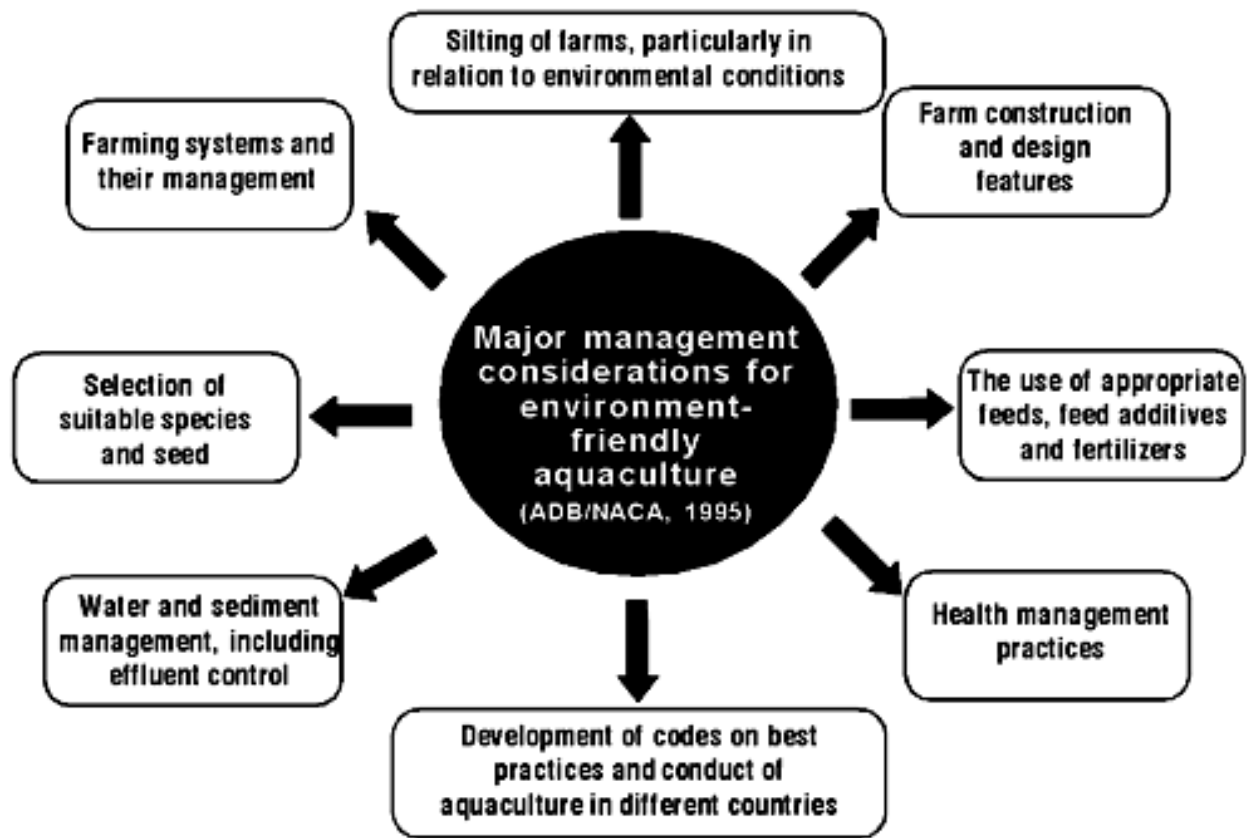 Silting of farms, particularly in
relation to environmental conditions
Farm construction
and design
features
Farming systems and
their management
Major management
considerations for
environment-
friendly
aquaculture
(ADB/NACA, 1995)
Selection of
suitable species
and seed
The use of appropriate
feeds, feed additives
and fertilizers
Water and sediment
management, including
effluent control
Health management
practices
Development of codes on best
practices and conduct of
aquaculture in different countries